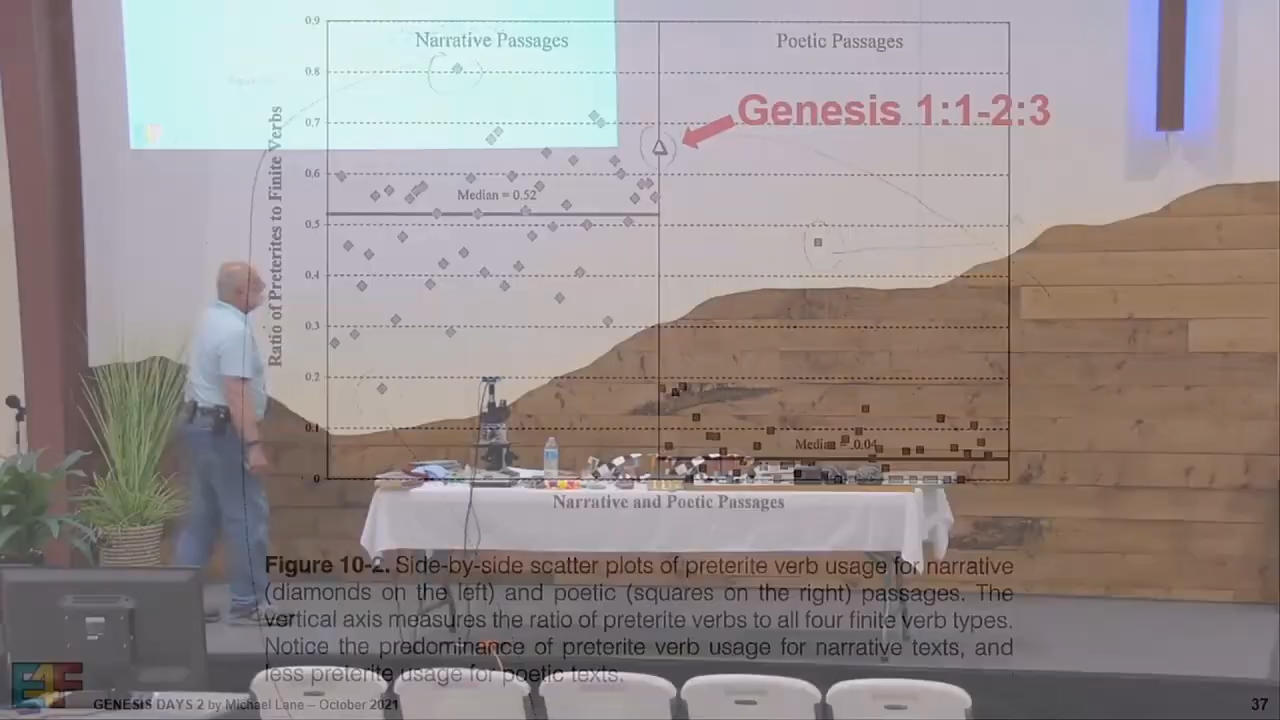 0.9
Narrative Passages
Poetic Passages
0.8
Genesis 1:1-2:3
0.7
0.6
Median = 0.52
0.5
0.4
0.3
0.2
0.1
Median = 0.04
0
Ratio of Preterites to Finite Verbs
Narrative and Poetic Passages
Figure 10-2. Side-by-side scatter plots of preterite verb usage for narrative
(diamonds on the left) and poetic (squares on the right) passages. The
vertical axis measures the ratio of preterite verbs to all four finite verb types.
Notice the predominance of preterite verb usage for narrative texts, and
less preterite usage for poetic texts.
GENESIS DAYS 2 by Michael Lane – October 2021
37